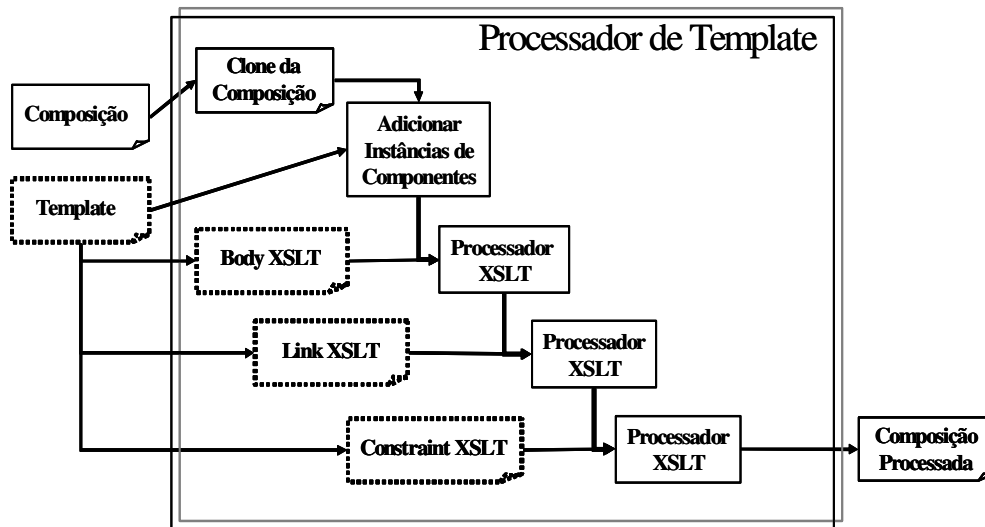 Processador de Template
Clone da
Composição
Composição
Adicionar
Instâncias de
Componentes
Template
Body XSLT
Processador
XSLT
Link XSLT
Processador
XSLT
Constraint XSLT
Processador
XSLT
Composição
Processada